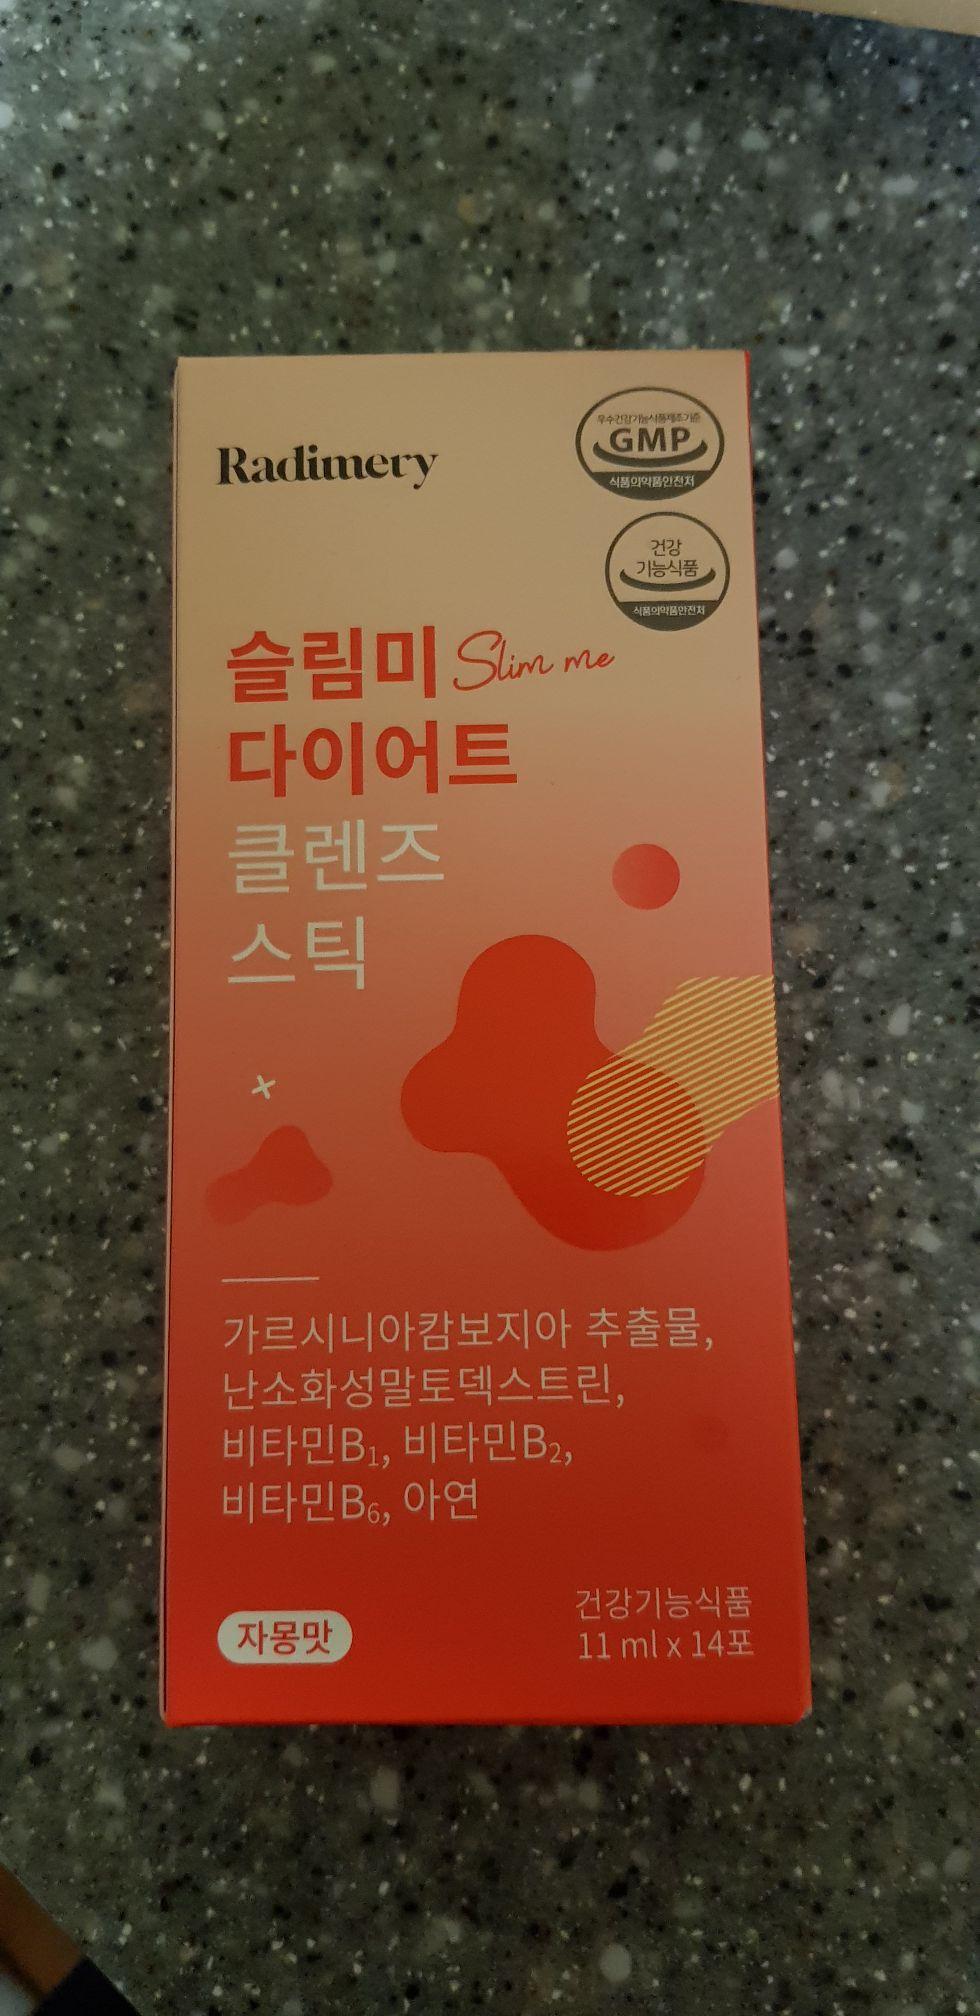 Radimery
우수건강기능식품제조기준
GMP
식품의약품안전처
건강
기능식품
식품의약품안전처
슬림미 Slim me
다이어트
클렌즈
스틱
가르시니아캄보지아 추출물,
난소화성말토덱스트린,
비타민B₁, 비타민B₂,
비타민B₆, 아연
자몽맛
건강기능식품
11 ml x 14포